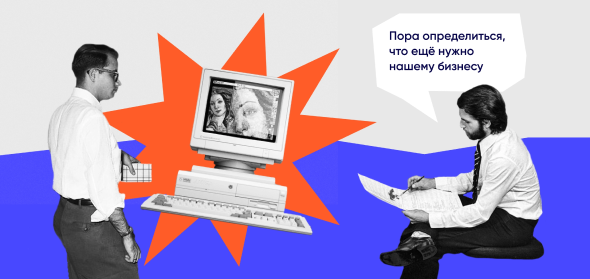 Пора определиться,
что ещё нужно
нашему бизнесу